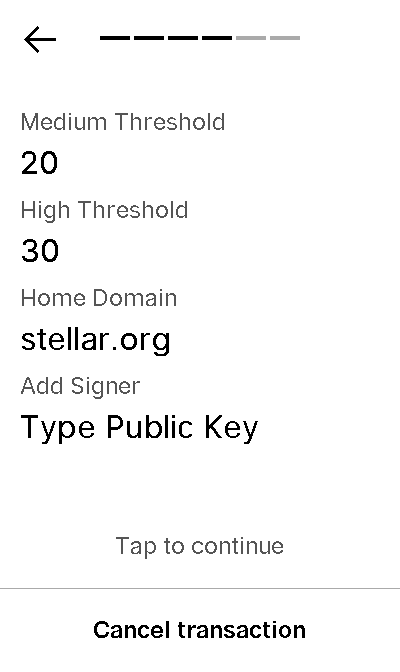 Medium Threshold
20
High Threshold
30
Home Domain
stellar.org
Add Signer
Type Public Key
Tap to continue
Cancel transaction